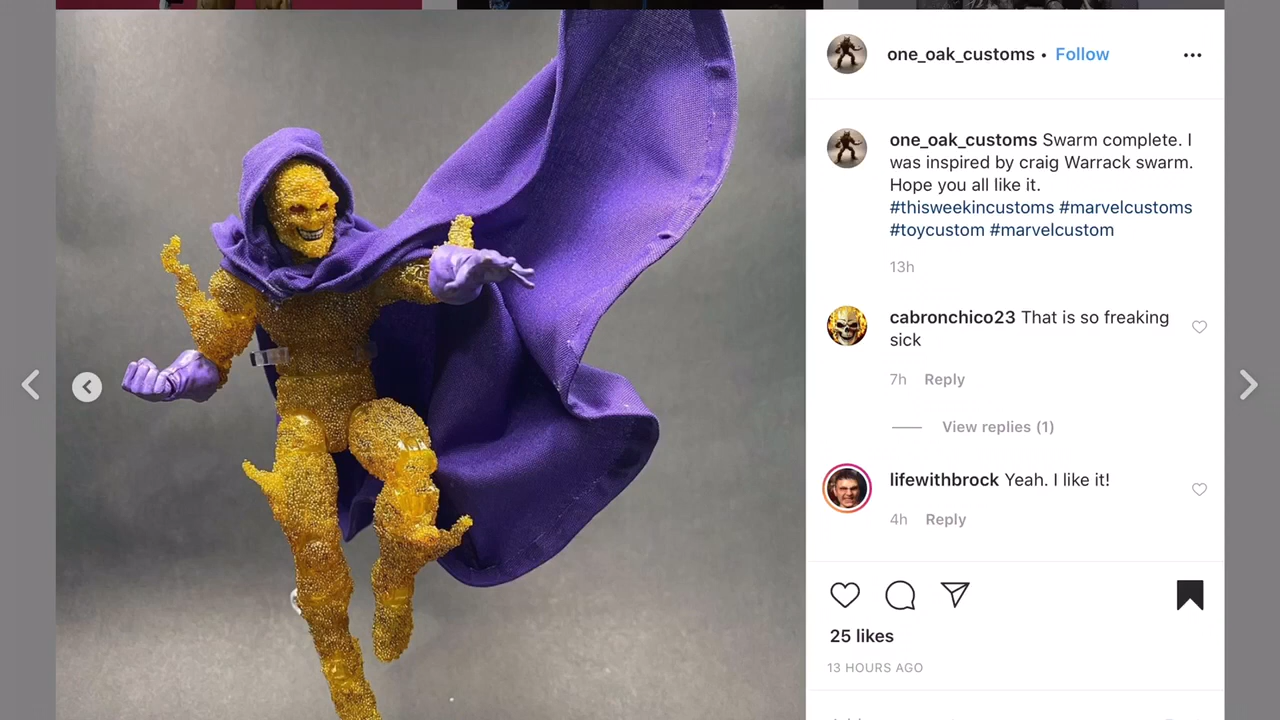 one_oak_customs • Follow
one_oak_customs Swarm complete. I
was inspired by craig Warrack swarm.
Hope you all like it.
#thisweekincustoms #marvelcustoms
#toycustom #marvelcustom
13h
cabronchico23 That is so freaking
sick
7h Reply
View replies (1)
lifewithbrock Yeah. I like it!
4h Reply
25 likes
13 HOURS AGO